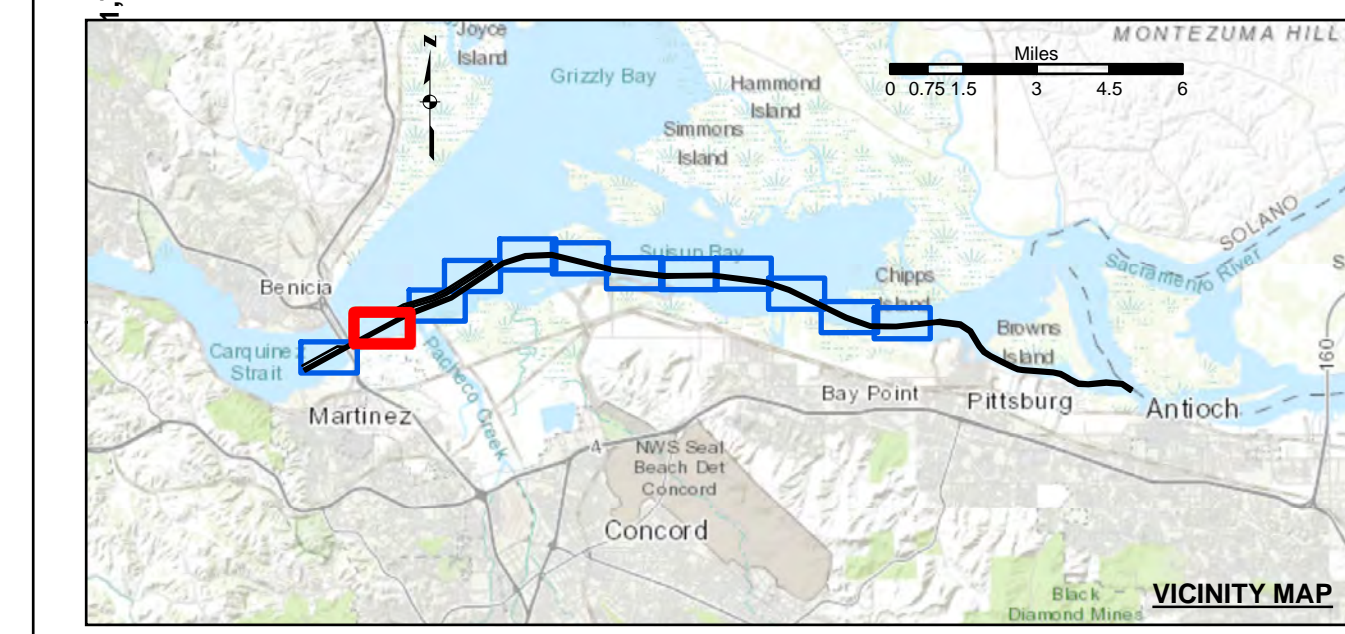 Joyce
Island
MONTEZUMA HILL
N
Miles
0 0.75 1.5 3 4.5 6
Grizzly Bay
Hammond
Island
Simmons
Island
SOLANO
Sacramento River
Suisun Bay
Chipps
Island
Benicia
Browns
Island
Carquinez
Strait
Pacheco Creek
160
Bay Point
Pittsburg
Antioch
Martinez
4
NWS Seal
Beach Det
Concord
Concord
Black
Diamond Mines
VICINITY MAP